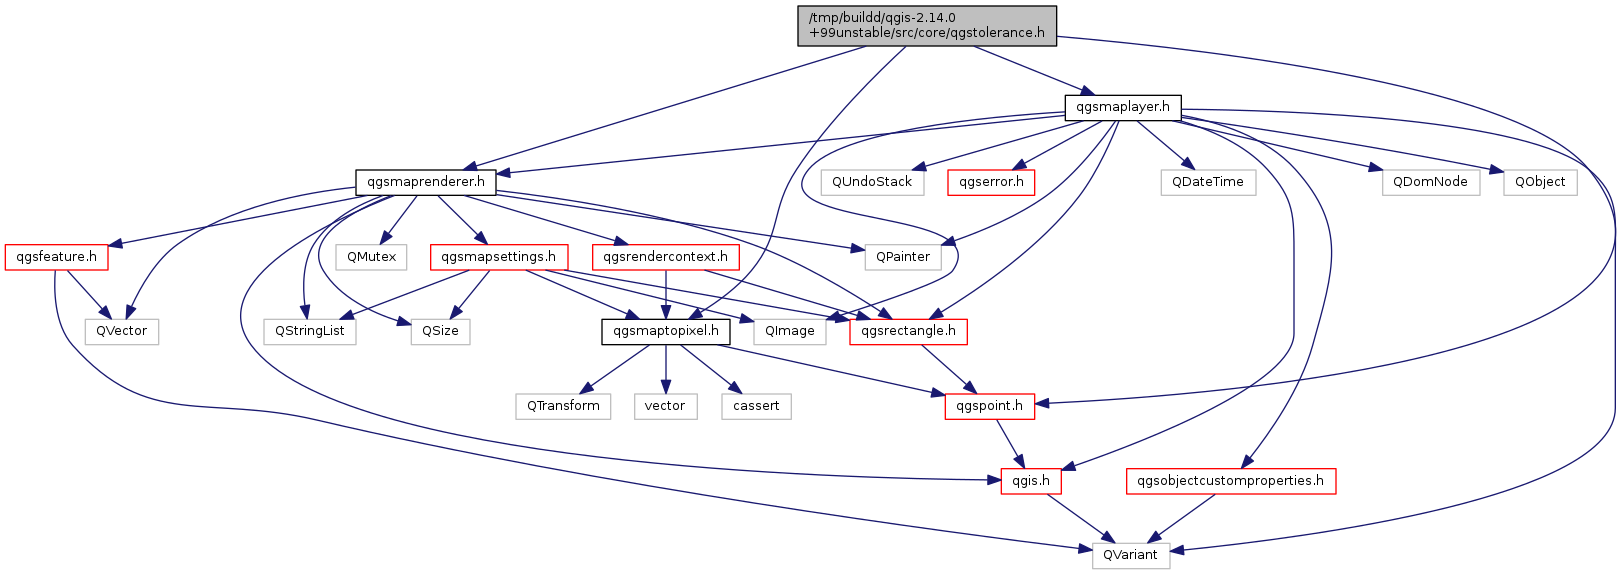 /tmp/buildd/qgis-2.14.0
+99unstable/src/core/qgstolerance.h
qgsmaplayer.h
qgsmaprenderer.h
QUndoStack
qgserror.h
QDateTime
QDomNode
QObject
qgsfeature.h
QMutex
qgsmapsettings.h
qgsrendercontext.h
QPainter
QVector
QStringList
QSize
qgsmaptopixel.h
QImage
qgsrectangle.h
QTransform
vector
cassert
qgspoint.h
qgis.h
qgsobjectcustomproperties.h
QVariant